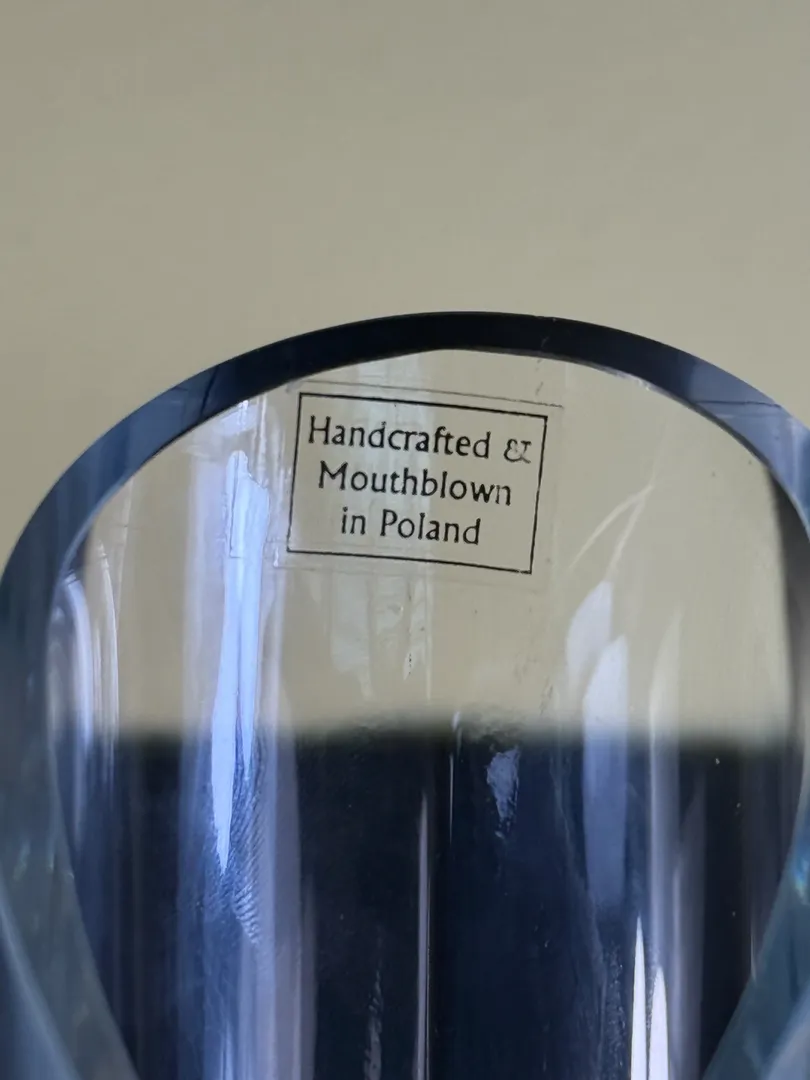 Handcrafted &
Mouthblown
in Poland